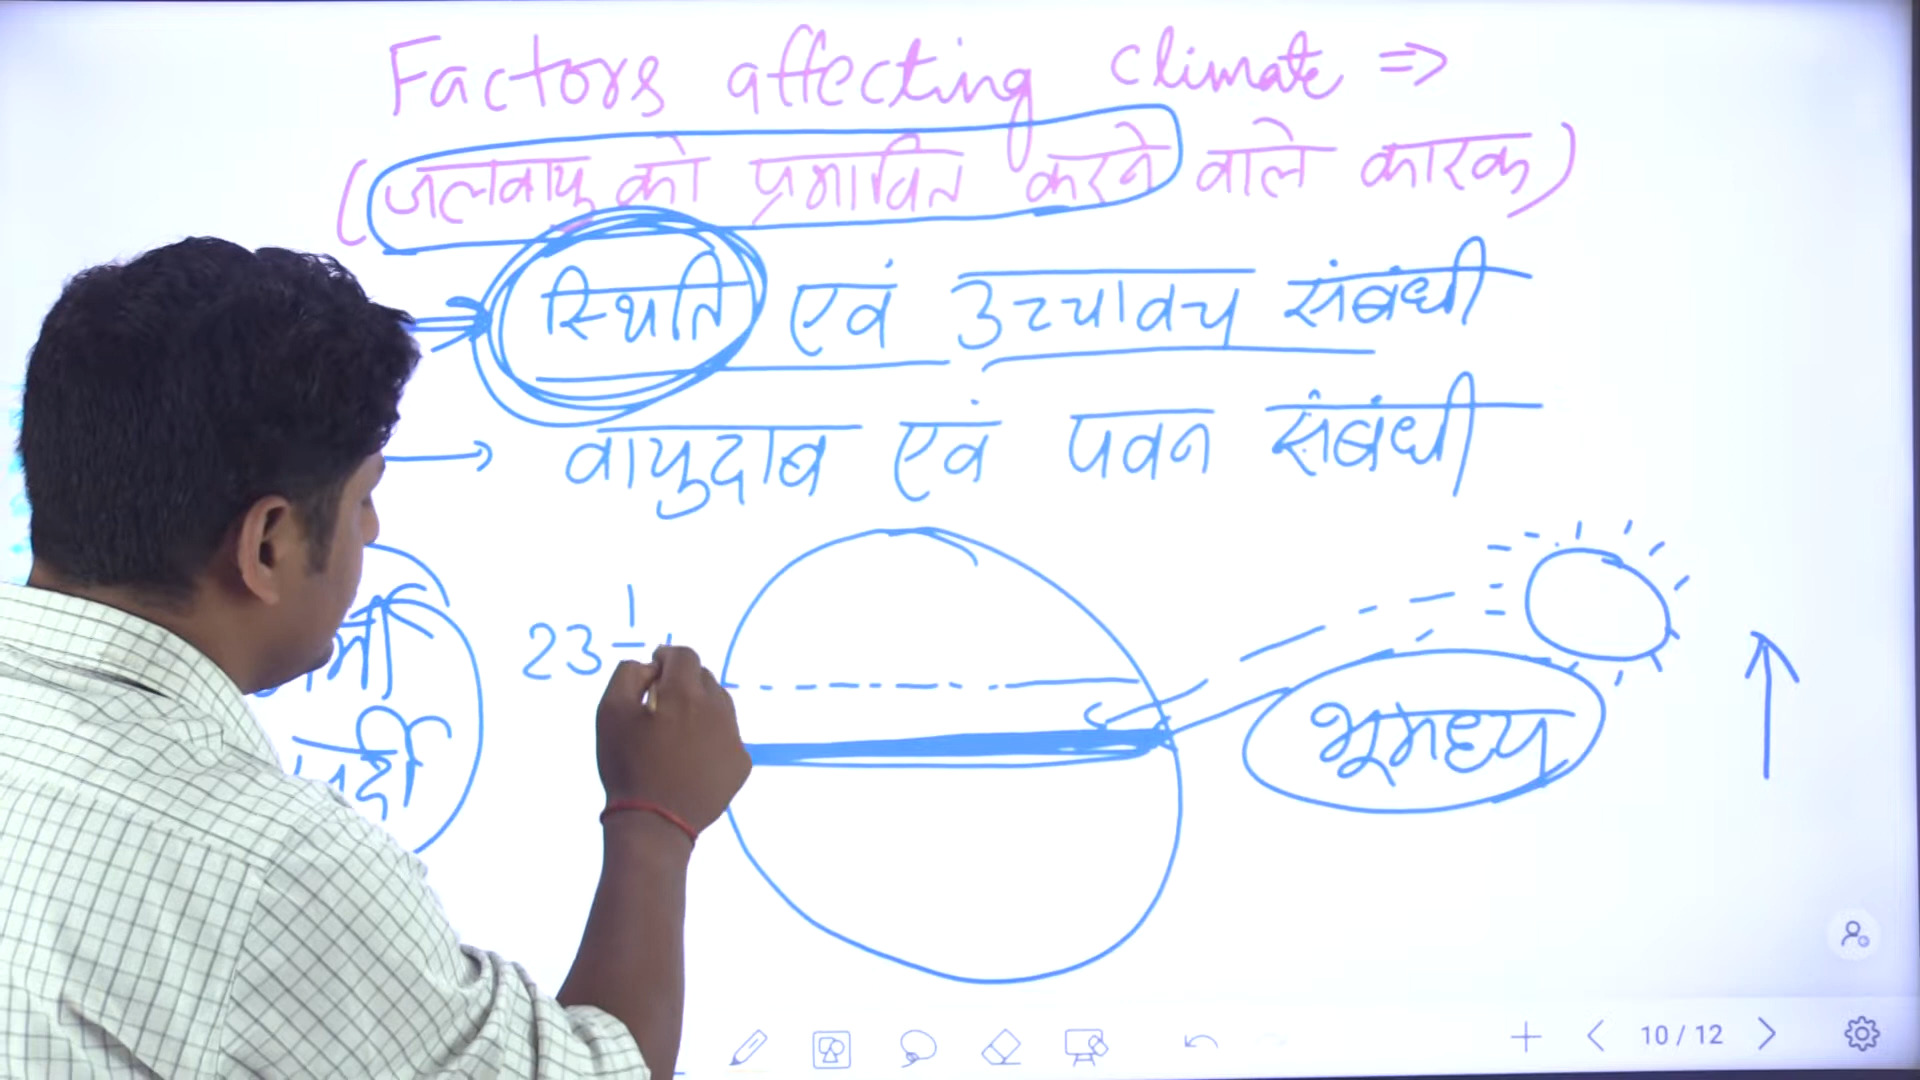 Factors affecting climate ⇒
(जलवायु को प्रभावित करने वाले कारक)
⇒ स्थिति एवं उच्चावच संबंधी
→ वायुदाब एवं पवन संबंधी
23 1
भूमध्य
10 / 12